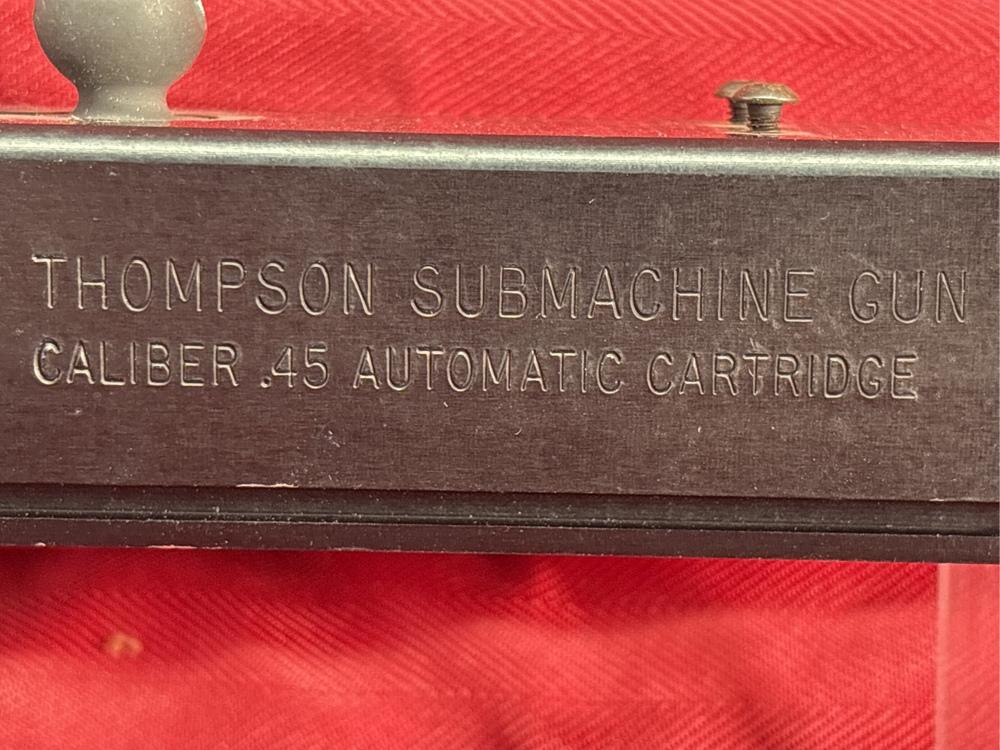 THOMPSON SUBMACHINE GUN
CALIBER .45 AUTOMATIC CARTRIDGE